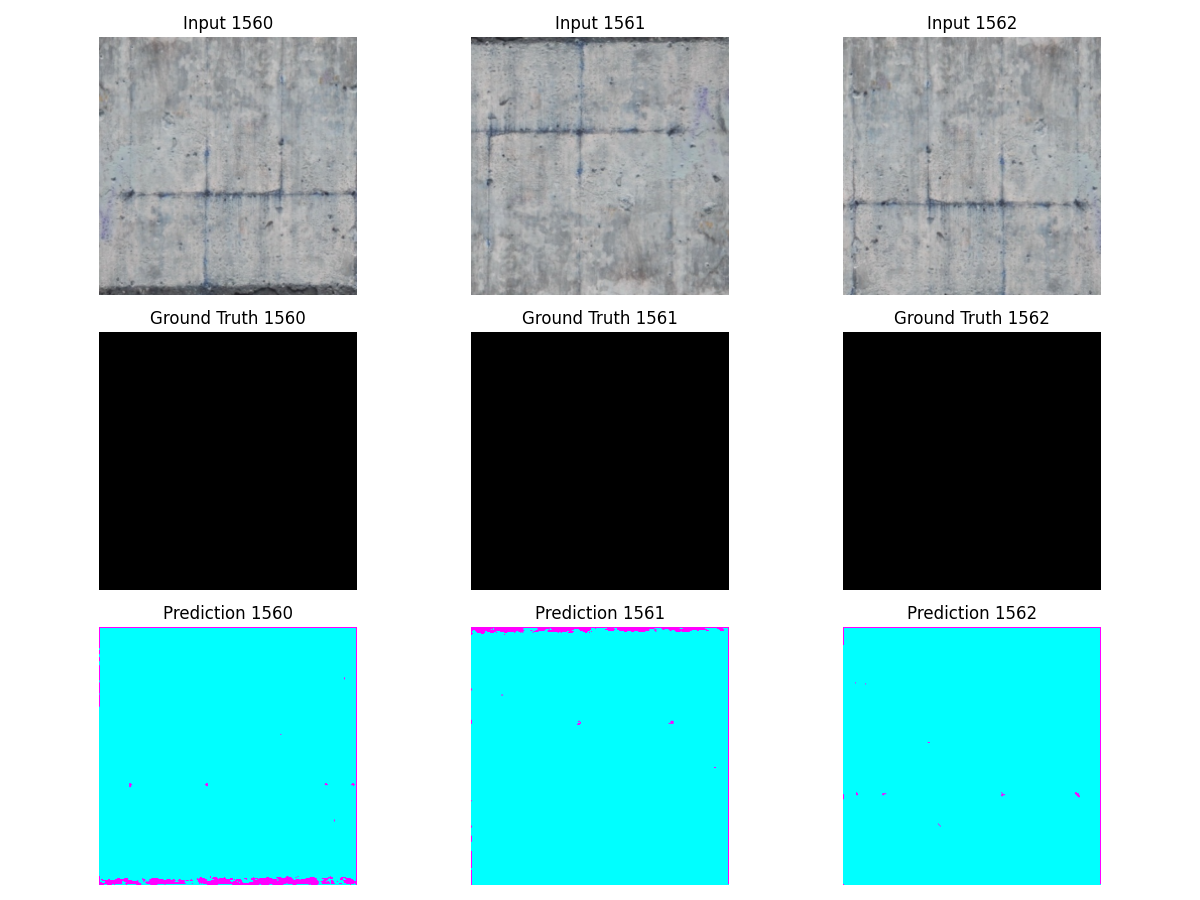 Input 1560
Input 1561
Input 1562
Ground Truth 1560
Ground Truth 1561
Ground Truth 1562
Prediction 1560
Prediction 1561
Prediction 1562